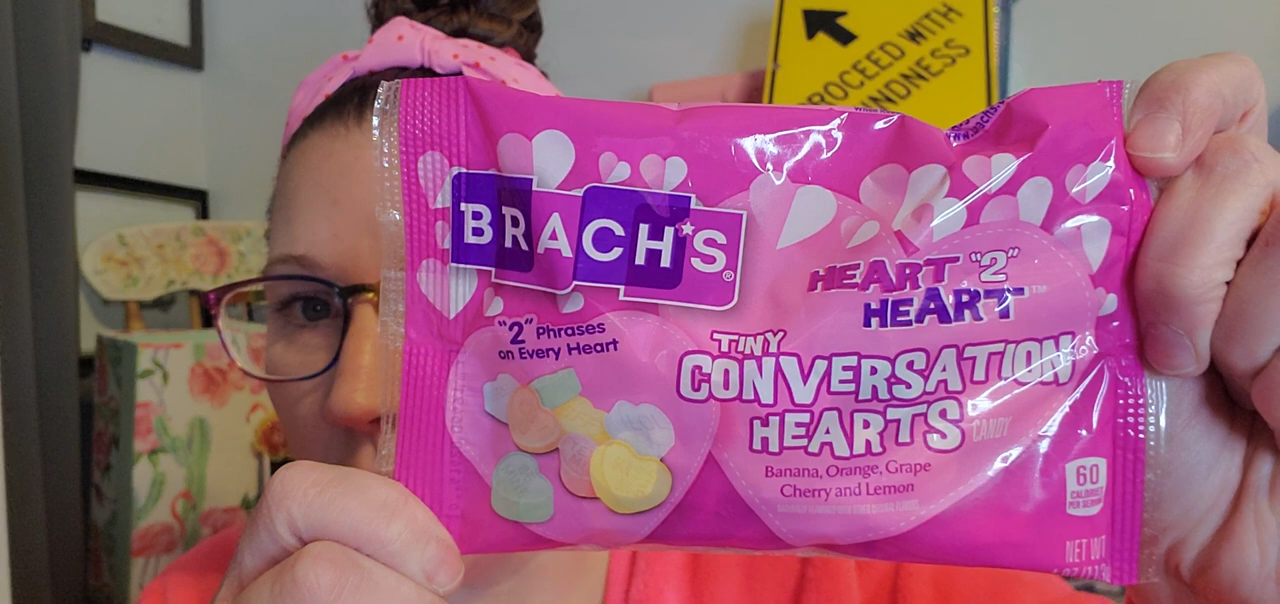 PROCEED WITH
KINDNESS
BRACH'S®
HEART "2"
HEART™
"2" Phrases
on Every Heart
TINY
CONVERSATION
HEARTS
CANDY
Banana, Orange, Grape
Cherry and Lemon
60
CALORIES
PER SERVING
NET WT